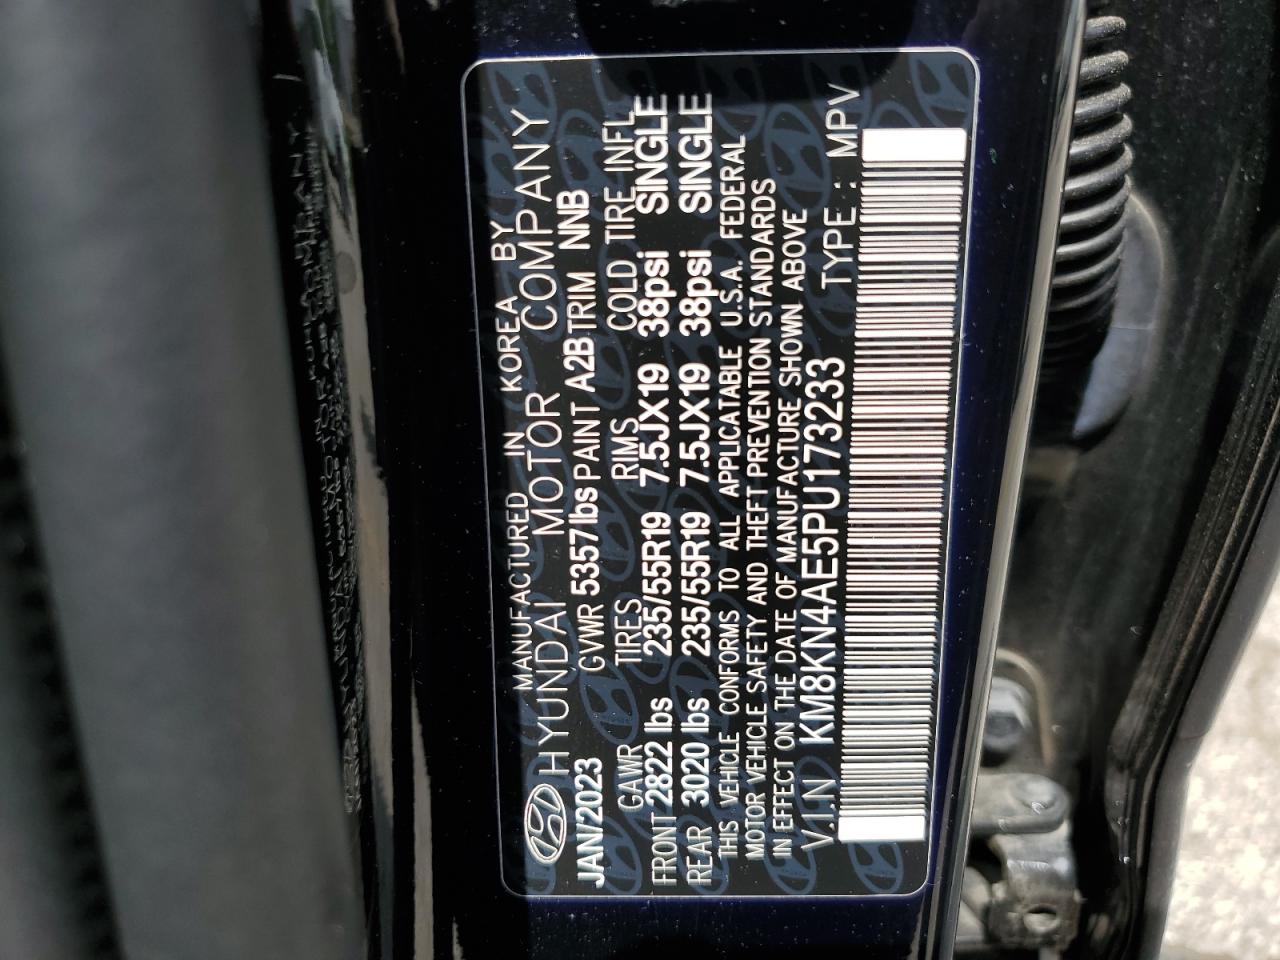 MANUFACTURED IN KOREA BY
HYUNDAI MOTOR COMPANY
JAN/2023 GVWR 5357lbs PAINT A2B TRIM NNB
GAWR TIRES RIMS COLD TIRE INFL
FRONT 2822 lbs 235/55R19 7.5JX19 38psi SINGLE
REAR 3020 lbs 235/55R19 7.5JX19 38psi SINGLE
THIS VEHICLE CONFORMS TO ALL APPLICATABLE U.S.A. FEDERAL
MOTOR VEHICLE SAFETY AND THEFT PREVENTION STANDARDS
IN EFFECT ON THE DATE OF MANUFACTURE SHOWN ABOVE
V.I.N KM8KN4AE5PU173233 TYPE : MPV